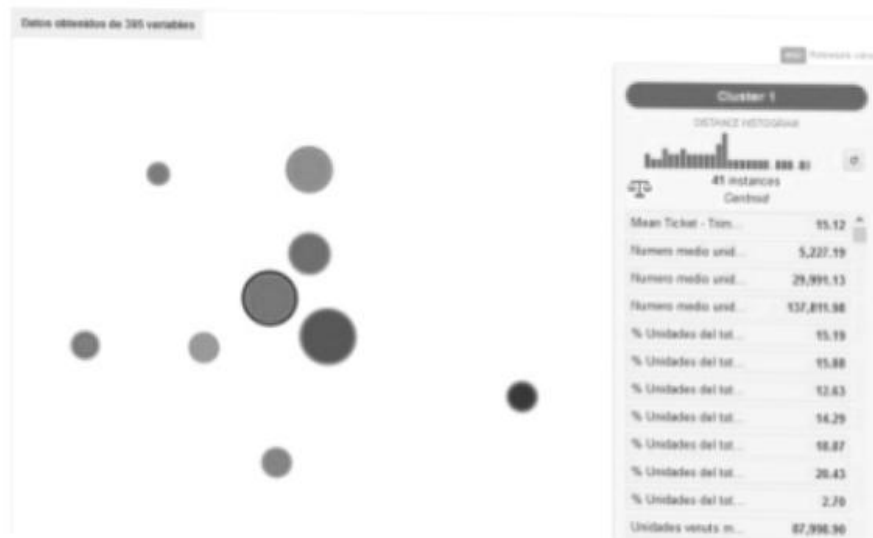 Datos obtenidos de 395 variables
Cluster 1
DISTANCE HISTOGRAM
41 instances
Centroid
Mean Ticket - Trim... 15.12
Numero medio unid... 5,227.19
Numero medio unid... 29,991.13
Numero medio unid... 137,811.98
% Unidades del tot... 15.19
% Unidades del tot... 15.88
% Unidades del tot... 12.63
% Unidades del tot... 14.29
% Unidades del tot... 18.87
% Unidades del tot... 20.43
% Unidades del tot... 2.70
Unidades venuts m... 87,998.90